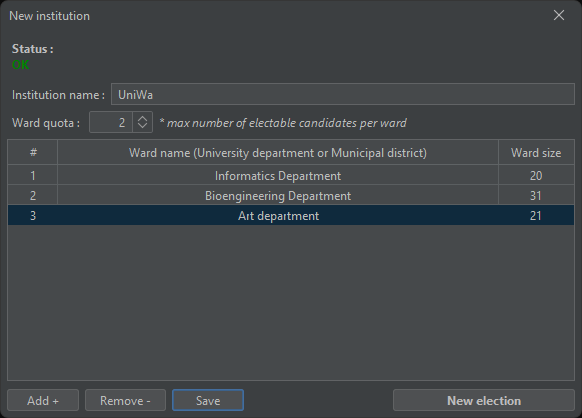 New institution
Status :
OK
Institution name : UniWa
Ward quota : 2 * max number of electable candidates per ward
# Ward name (University department or Municipal district) Ward size
1 Informatics Department 20
2 Bioengineering Department 31
3 Art department 21
Add + Remove - Save New election